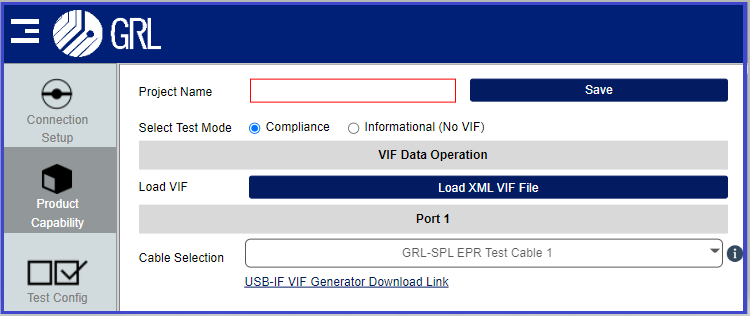 GRL
Connection
Setup
Product
Capability
Test Config
Project Name
Save
Select Test Mode
Compliance
Informational (No VIF)
VIF Data Operation
Load VIF
Load XML VIF File
Port 1
Cable Selection
GRL-SPL EPR Test Cable 1
USB-IF VIF Generator Download Link